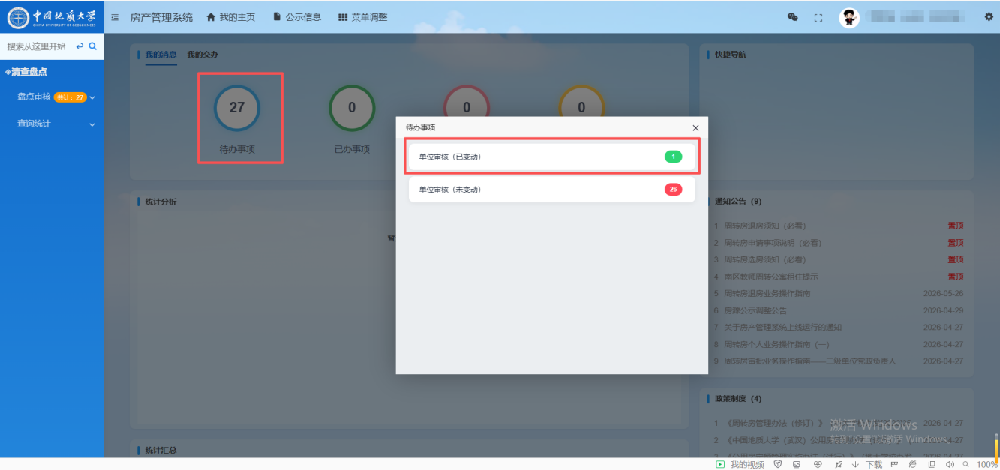 中国地质大学
CHINA UNIVERSITY OF GEOSCIENCES
房产管理系统 我的主页 公示信息 菜单调整
搜索从这里开始...
清查盘点
盘点审核 共计：27
查询统计
我的消息 我的交办
27 0 0 0
待办事项 已办事项
快捷导航
待办事项
单位审核（已变动） 1
单位审核（未变动） 26
统计分析
暂
通知公告（9）
1 周转房退房须知（必看） 置顶
2 周转房申请事项说明（必看） 置顶
3 周转房选房须知（必看） 置顶
4 南区教师周转公寓租住提示 置顶
5 周转房退房业务操作指南 2026-05-26
6 房源公示调整公告 2026-04-29
7 关于房产管理系统上线运行的通知 2026-04-27
8 周转房个人业务操作指南（一） 2026-04-27
9 周转房审批业务操作指南——二级单位党政负责人 2026-04-27
政策制度（4）
1 《周转房管理办法（修订）》 2026-04-27
2 《中国地质大学（武汉）公用房 -04-27
激活 Windows
转到"设置"以激活 Windows。
统计汇总
我的视频 下载 100%